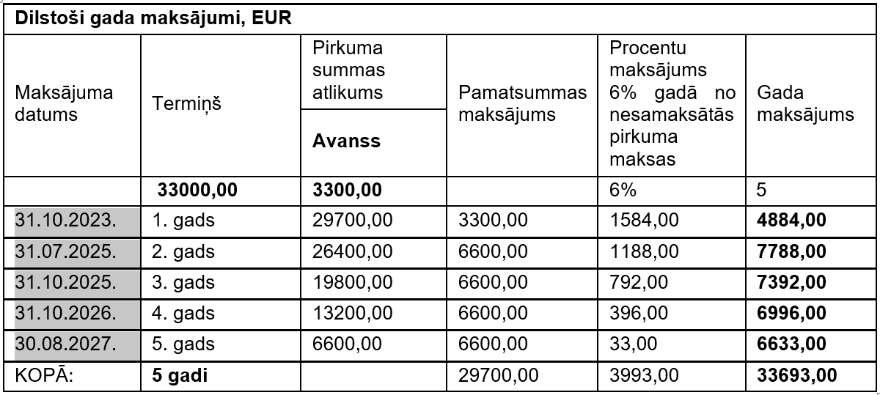 Dilstoši gada maksājumi, EUR
Maksājuma datums
Termiņš
Pirkuma summas atlikums
Avanss
Pamatsummas maksājums
Procentu maksājums 6% gadā no nesamaksātās pirkuma maksas
Gada maksājums
33000,00 3300,00 6% 5
31.10.2023. 1. gads 29700,00 3300,00 1584,00 4884,00
31.07.2025. 2. gads 26400,00 6600,00 1188,00 7788,00
31.10.2025. 3. gads 19800,00 6600,00 792,00 7392,00
31.10.2026. 4. gads 13200,00 6600,00 396,00 6996,00
30.08.2027. 5. gads 6600,00 6600,00 33,00 6633,00
KOPĀ: 5 gadi 29700,00 3993,00 33693,00